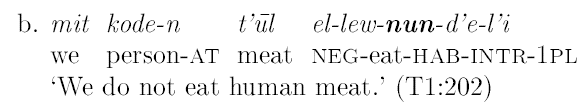 b. mit kode-n t’ūl el-lew-nun-d’e-l’i
we person-AT meat NEG-eat-HAB-INTR-1PL
‘We do not eat human meat.’ (T1:202)